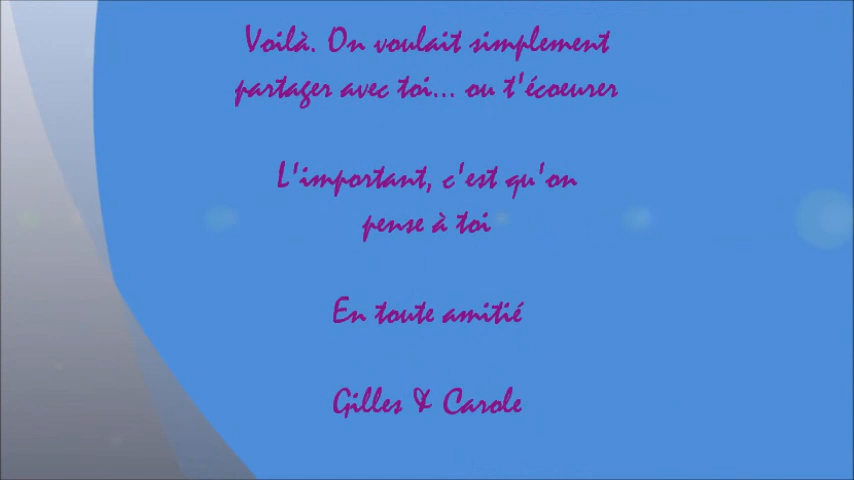 Voilà. On voulait simplement
partager avec toi... ou t'écoeurer
L'important, c'est qu'on
pense à toi
En toute amitié
Gilles & Carole